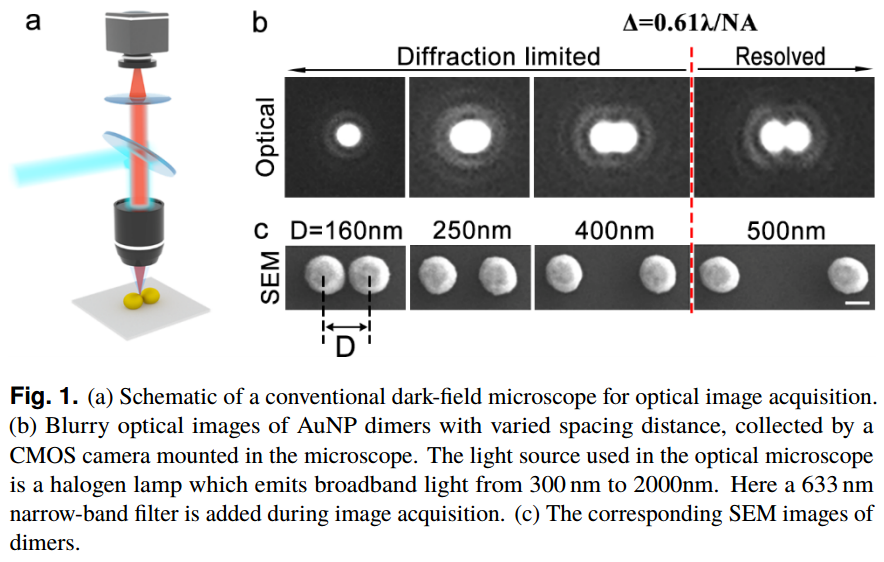 a
b
Δ=0.61λ/NA
Diffraction limited
Resolved
Optical
c
D=160nm
250nm
400nm
500nm
SEM
D
Fig. 1. (a) Schematic of a conventional dark-field microscope for optical image acquisition.
(b) Blurry optical images of AuNP dimers with varied spacing distance, collected by a
CMOS camera mounted in the microscope. The light source used in the optical microscope
is a halogen lamp which emits broadband light from 300 nm to 2000nm. Here a 633 nm
narrow-band filter is added during image acquisition. (c) The corresponding SEM images of
dimers.